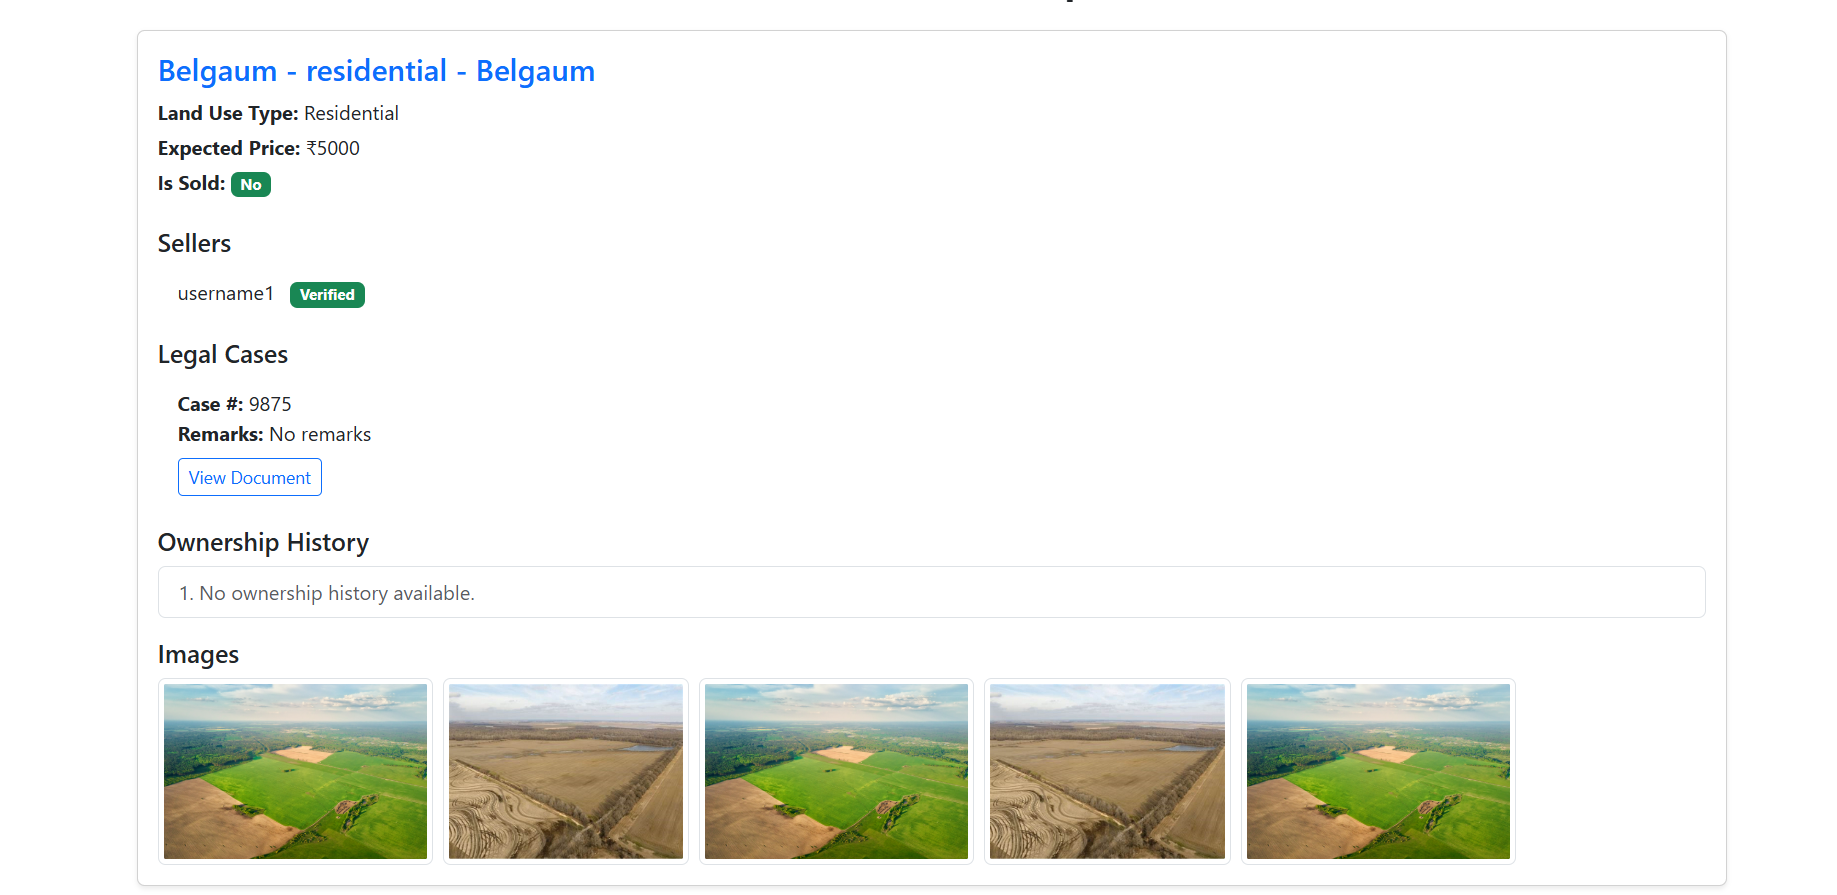 Belgaum - residential - Belgaum
Land Use Type: Residential
Expected Price: ₹5000
Is Sold: No
Sellers
username1 Verified
Legal Cases
Case #: 9875
Remarks: No remarks
View Document
Ownership History
1. No ownership history available.
Images